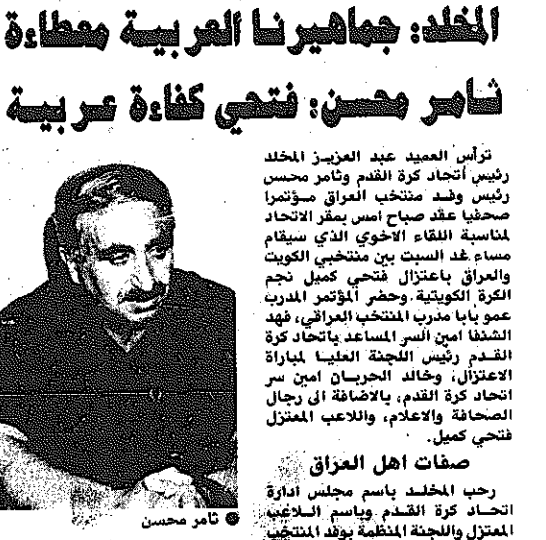 المخلد: جماهيرنا العربية معطاءة
ثامر محسن: فتحي كفاءة عربية
ترأس العميد عبد العزيز المخلد
رئيس اتحاد كرة القدم وثامر محسن
رئيس وفد منتخب العراق مؤتمرا
صحفيا عقد صباح امس بمقر الاتحاد
لمناسبة اللقاء الاخوي الذي سيقام
مساء غد السبت بين منتخبي الكويت
والعراق باعتزال فتحي كميل نجم
الكرة الكويتية وحضر المؤتمر المدرب
عمو بابا مدرب المنتخب العراقي، فهد
الشنفا امين السر المساعد باتحاد كرة
القدم رئيس اللجنة العليا لمباراة
الاعتزال، وخالد الحربان امين سر
اتحاد كرة القدم، بالاضافة الى رجال
الصحافة والاعلام، واللاعب المعتزل
فتحي كميل.
صفات اهل العراق
رحب المخلد باسم مجلس ادارة
اتحاد كرة القدم وباسم اللاعب
المعتزل واللجنة المنظمة بوفد المنتخب
● ثامر محسن